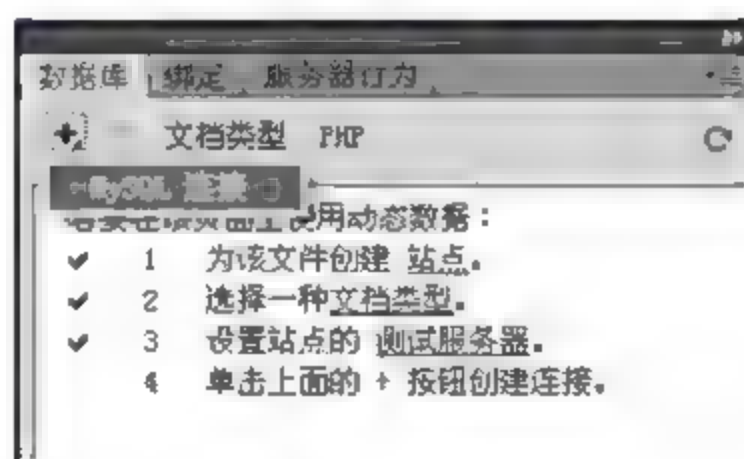 数据库 绑定 服务器行为
文档类型 PHP
MySQL 连接
用动态数据：
1 为该文件创建 站点。
2 选择一种文档类型。
3 设置站点的 测试服务器。
4 单击上面的 + 按钮创建连接。